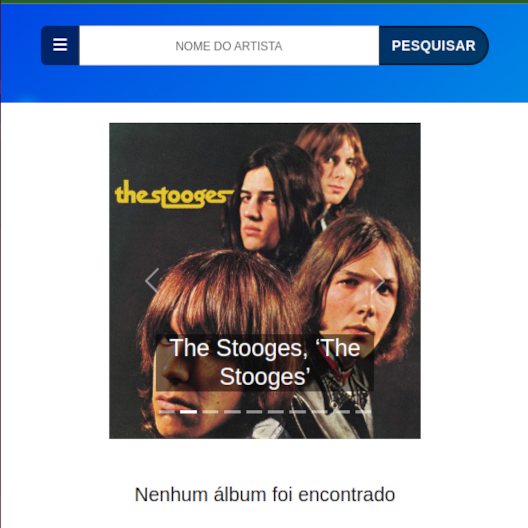 NOME DO ARTISTA
PESQUISAR
thestooges
The Stooges, ‘The
Stooges’
Nenhum álbum foi encontrado